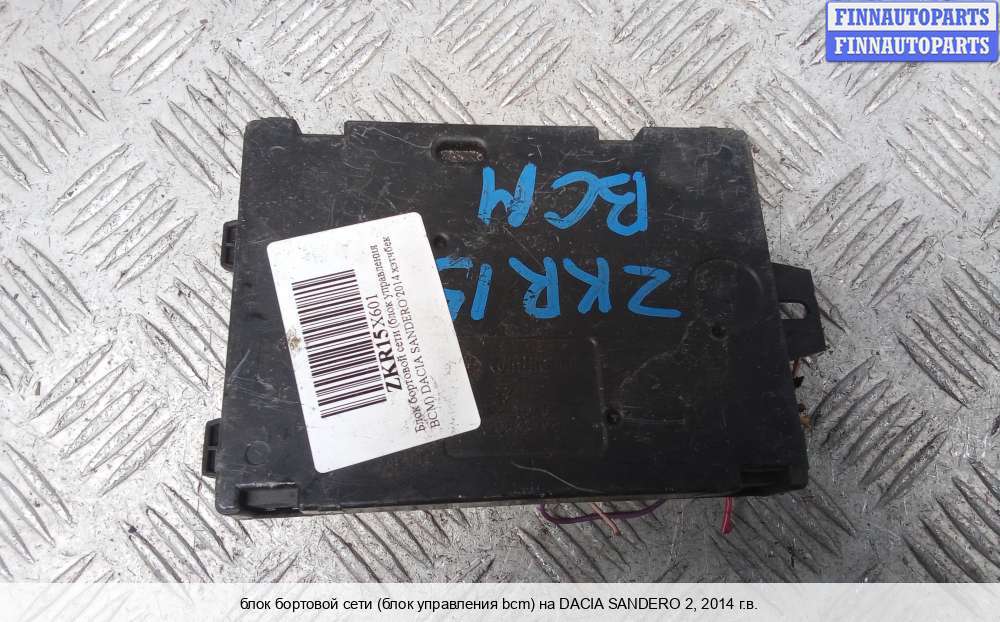 FINNAUTOPARTS
FINNAUTOPARTS
BCM
ZKR15
ZKR15X601
Блок бортовой сети (блок управления
BCM) DACIA SANDERO 2014 хэтчбек
блок бортовой сети (блок управления bcm) на DACIA SANDERO 2, 2014 г.в.